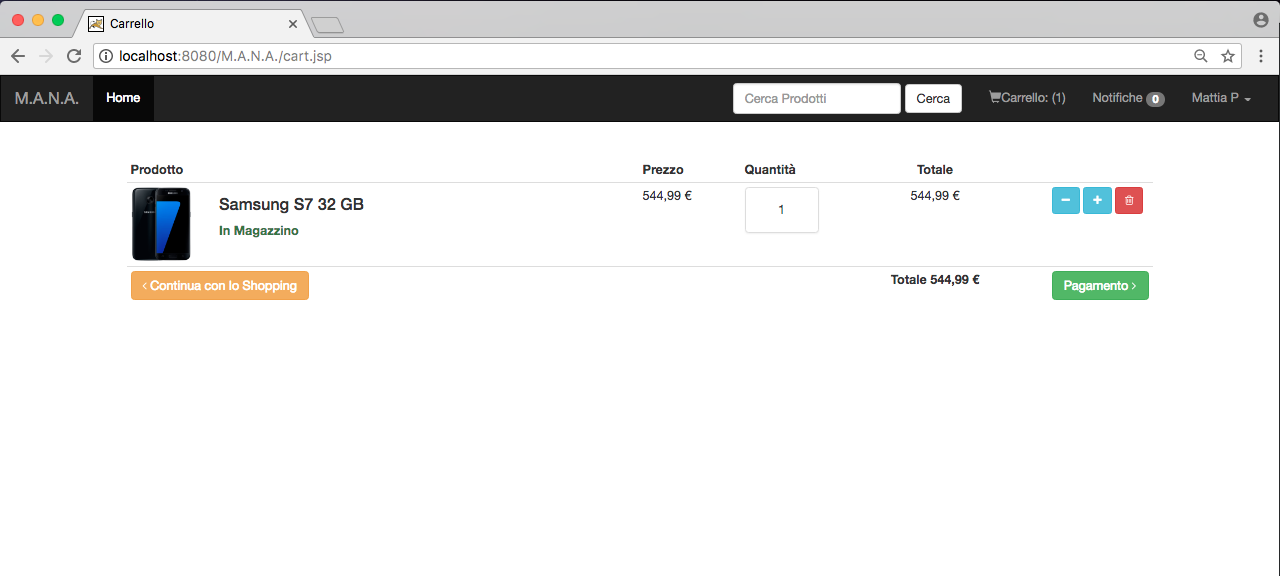 Carrello
localhost:8080/M.A.N.A./cart.jsp
M.A.N.A. Home Cerca Prodotti Cerca Carrello: (1) Notifiche 0 Mattia P
Prodotto Prezzo Quantità Totale
Samsung S7 32 GB 544,99 € 1 544,99 €
In Magazzino
Continua con lo Shopping Totale 544,99 € Pagamento